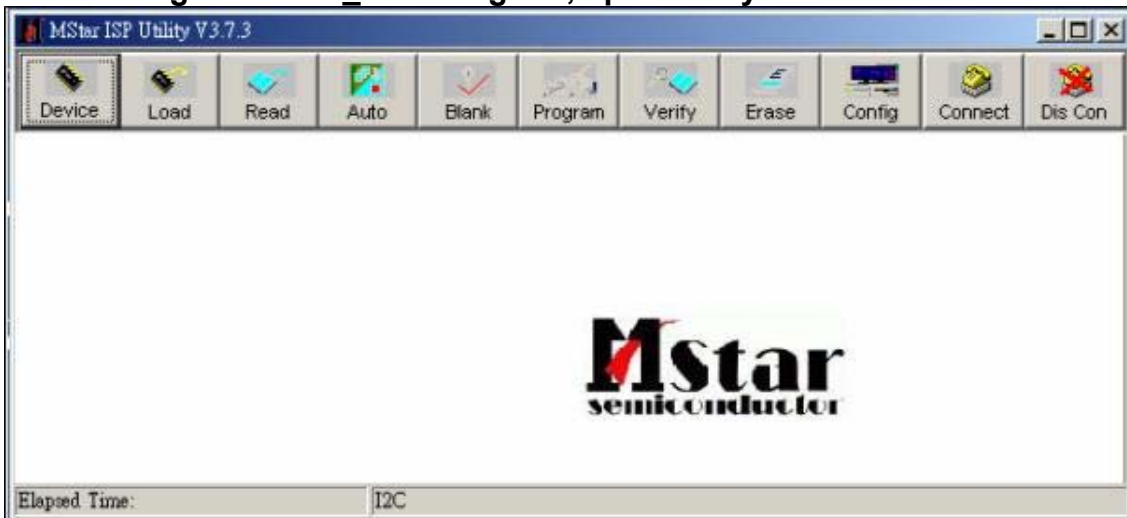 MStar ISP Utility V3.7.3
Device Load Read Auto Blank Program Verify Erase Config Connect Dis Con
Mstar
semiconductor
Elapsed Time: I2C